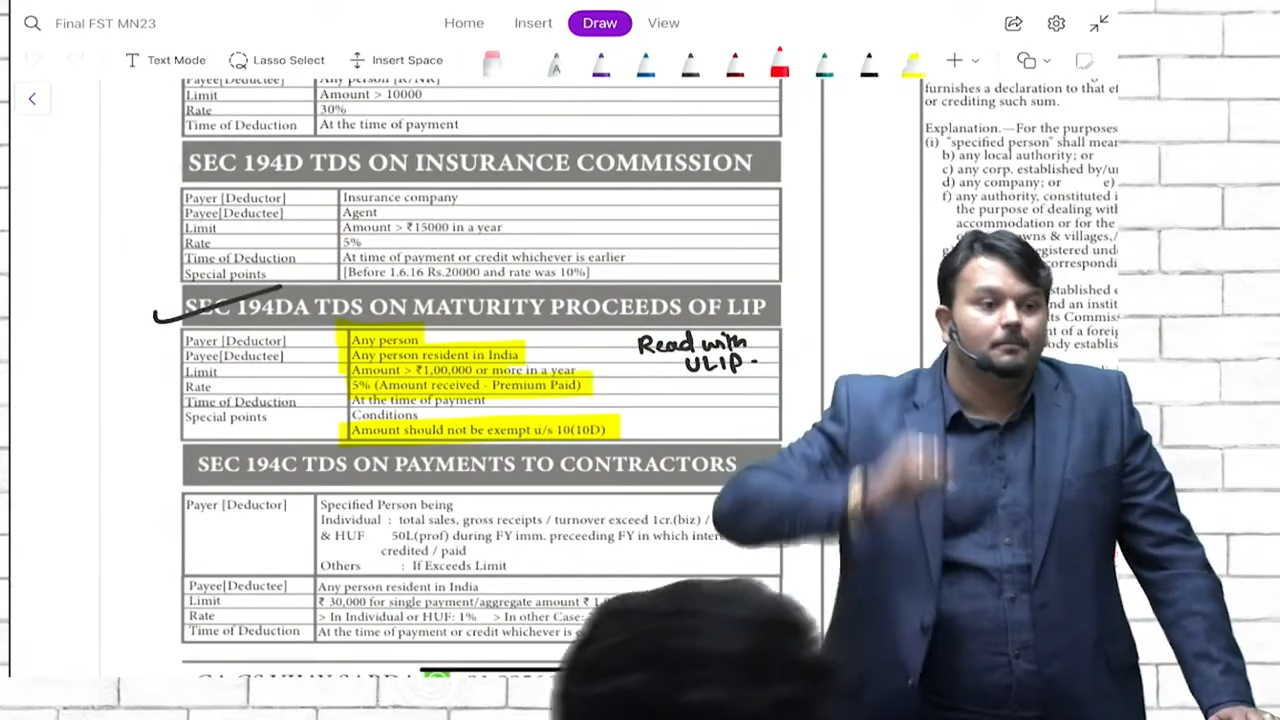 Final FST MN23
Home Insert Draw View
Text Mode Lasso Select Insert Space
Payee[Deductee] Any person [R/NR]
Limit Amount > 10000
Rate 30%
Time of Deduction At the time of payment
SEC 194D TDS ON INSURANCE COMMISSION
Payer [Deductor] Insurance company
Payee[Deductee] Agent
Limit Amount > ₹15000 in a year
Rate 5%
Time of Deduction At time of payment or credit whichever is earlier
Special points [Before 1.6.16 Rs.20000 and rate was 10%]
SEC 194DA TDS ON MATURITY PROCEEDS OF LIP
Payer [Deductor] Any person
Payee[Deductee] Any person resident in India
Limit Amount > ₹1,00,000 or more in a year
Rate 5% (Amount received - Premium Paid)
Time of Deduction At the time of payment
Special points Conditions
Amount should not be exempt u/s 10(10D)
Read with
ULIP
SEC 194C TDS ON PAYMENTS TO CONTRACTORS
Payer [Deductor] Specified Person being
Individual : total sales, gross receipts / turnover exceed 1cr.(biz) /
& HUF 50L(prof) during FY imm. preceeding FY in which
credited / paid
Others : If Exceeds Limit
Payee[Deductee] Any person resident in India
Limit ₹ 30,000 for single payment/aggregate amount ₹
Rate > In Individual or HUF: 1% > In other Case:
Time of Deduction At the time of payment or credit whichever is
furnishes a declaration to that
or crediting such sum.
Explanation.—For the purposes
(i) "specified person" shall
b) any local authority; or
c) any corp. established
d) any company; or e)
f) any authority, constituted
the purpose of dealing
accommodation or for the
& villages,